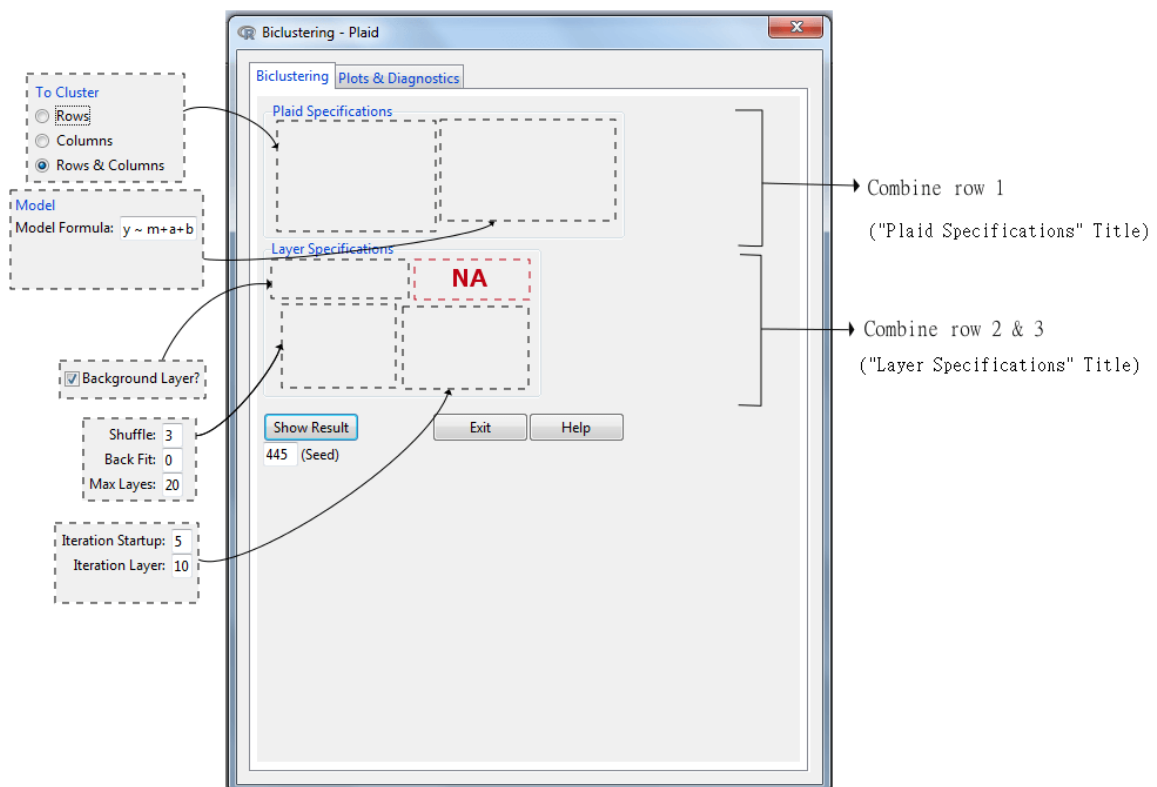 Biclustering - Plaid
Biclustering
Plots & Diagnostics
To Cluster
Rows
Columns
Rows & Columns
Plaid Specifications
Combine row 1
("Plaid Specifications" Title)
Model
Model Formula: y ~ m+a+b
Layer Specifications
NA
Combine row 2 & 3
("Layer Specifications" Title)
Background Layer?
Shuffle: 3
Back Fit: 0
Max Layes: 20
Show Result
Exit
Help
445 (Seed)
Iteration Startup: 5
Iteration Layer: 10